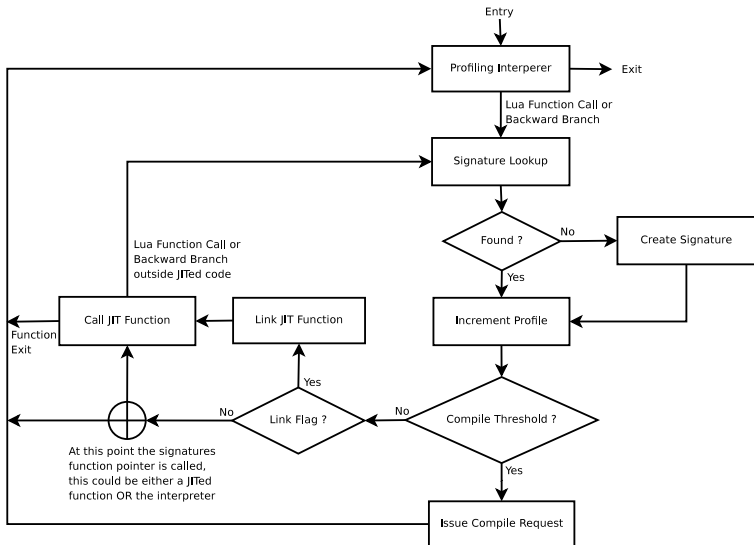 Entry
Profiling Interperer
Exit
Lua Function Call or
Backward Branch
Signature Lookup
Found ?
No
Create Signature
Yes
Lua Function Call or
Backward Branch
outside JITed code
Call JIT Function
Link JIT Function
Increment Profile
Function
Exit
Yes
No
Link Flag ?
No
Compile Threshold ?
At this point the signatures
function pointer is called,
this could be either a JITed
function OR the interpreter
Yes
Issue Compile Request